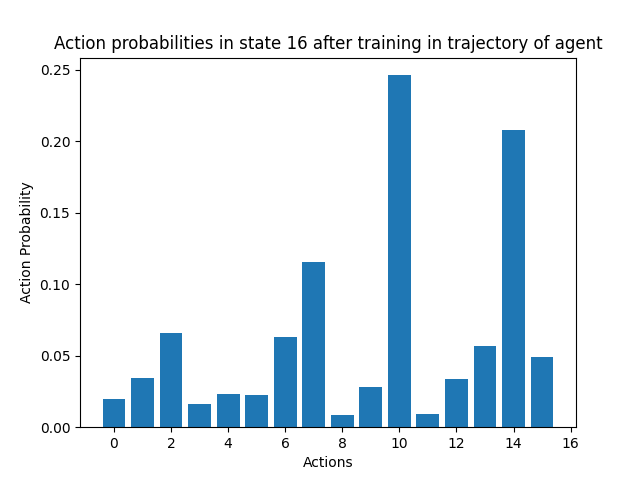 Action probabilities in state 16 after training in trajectory of agent
0.25
0.20
0.15
0.10
0.05
0.00
Action Probability
0 2 4 6 8 10 12 14 16
Actions